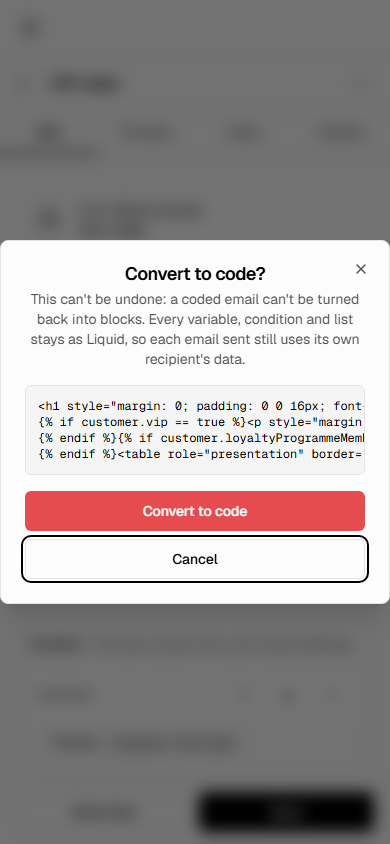 Convert to code?
This can't be undone: a coded email can't be turned
back into blocks. Every variable, condition and list
stays as Liquid, so each email sent still uses its own
recipient's data.
<h1 style="margin: 0; padding: 0 0 16px; font-
{% if customer.vip == true %}<p style="margin
{% endif %}{% if customer.loyaltyProgrammeMem
{% endif %}<table role="presentation" border=
Convert to code
Cancel